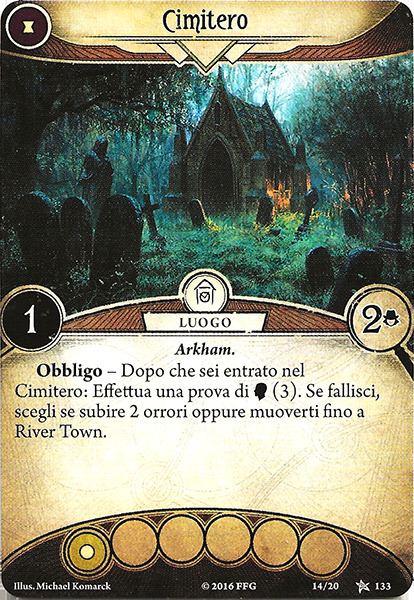 Cimitero
1
LUOGO
2
Arkham.
Obbligo – Dopo che sei entrato nel
Cimitero: Effettua una prova di (3). Se fallisci,
scegli se subire 2 orrori oppure muoverti fino a
River Town.
Illus. Michael Komarck
© 2016 FFG
14/20
133